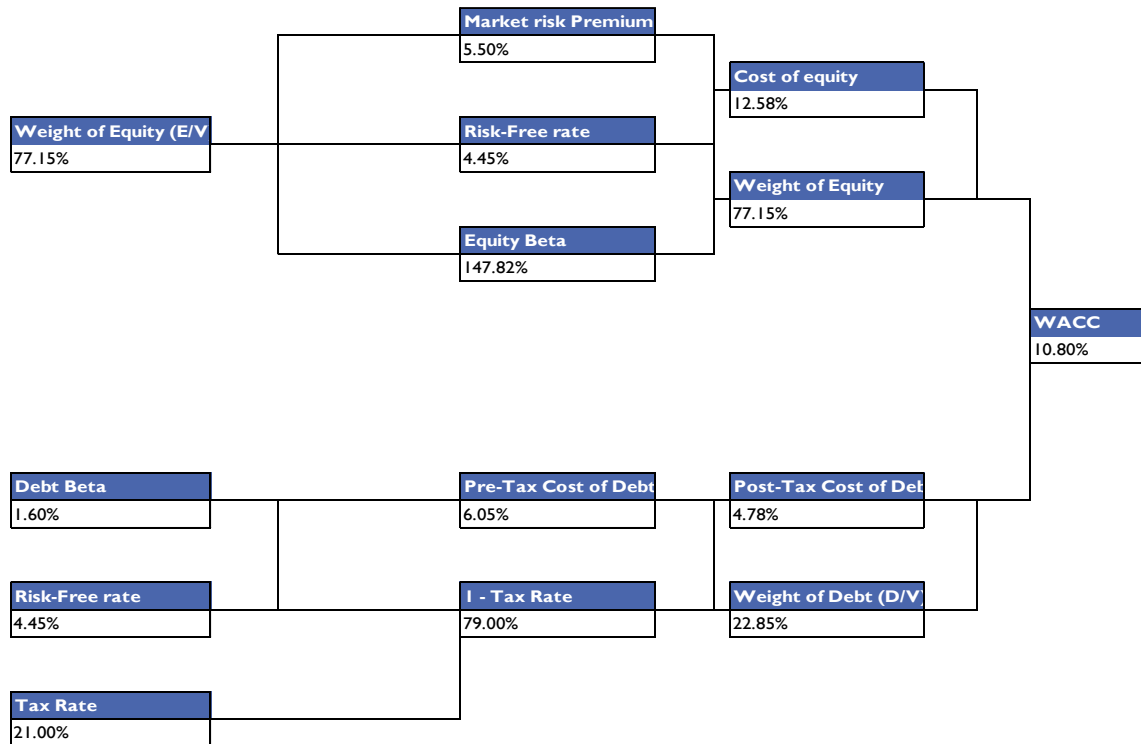 Market risk Premium
5.50%
Cost of equity
12.58%
Weight of Equity (E/V
77.15%
Risk-Free rate
4.45%
Weight of Equity
77.15%
Equity Beta
147.82%
WACC
10.80%
Debt Beta
1.60%
Pre-Tax Cost of Debt
6.05%
Post-Tax Cost of Deb
4.78%
Risk-Free rate
4.45%
1 - Tax Rate
79.00%
Weight of Debt (D/V)
22.85%
Tax Rate
21.00%